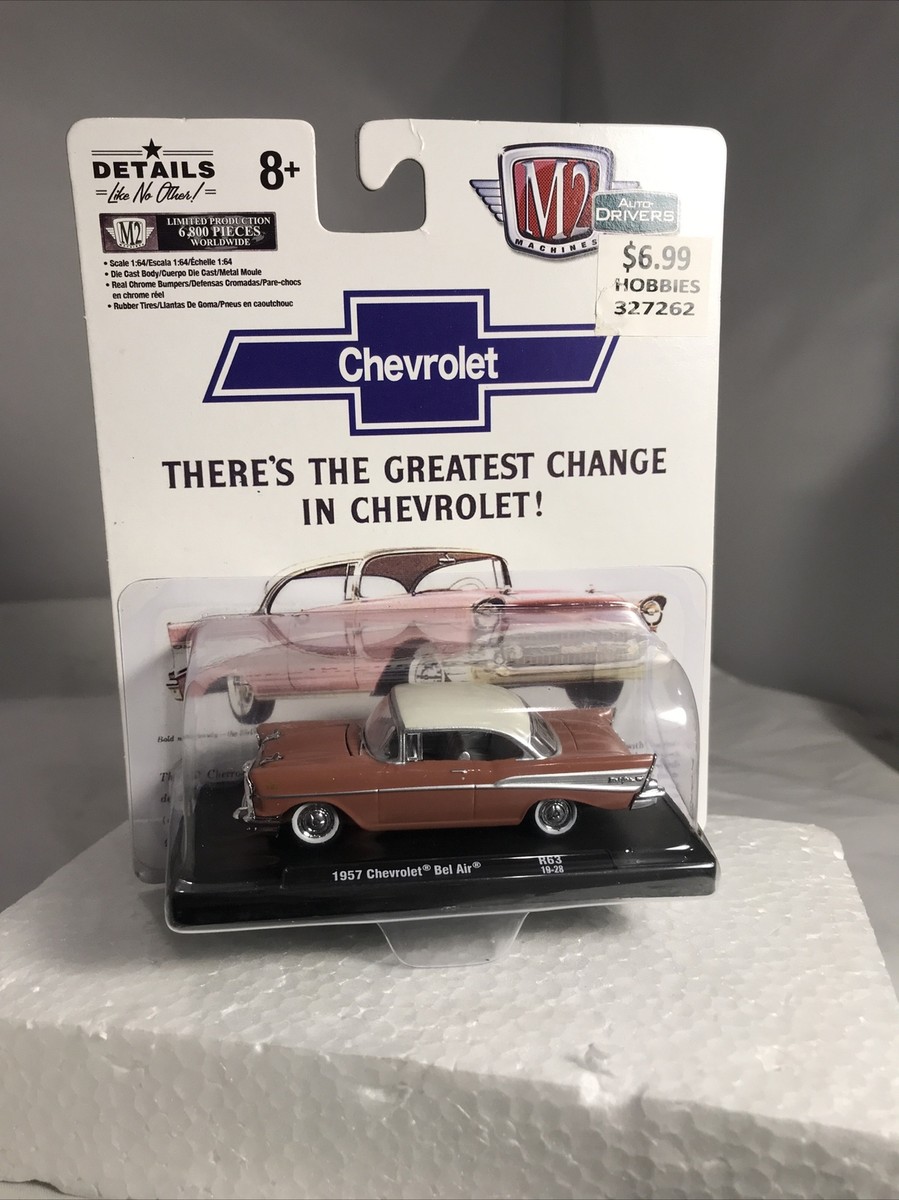 DETAILS
Like No Other!
8+
M2
MACHINES
LIMITED PRODUCTION
6,800 PIECES
WORLDWIDE
• Scale 1:64/Escala 1:64/Échelle 1:64
• Die Cast Body/Cuerpo Die Cast/Metal Moule
• Real Chrome Bumpers/Defensas Cromadas/Pare-chocs
en chrome réel
• Rubber Tires/Llantas De Goma/Pneus en caoutchouc
M2
MACHINES
AUTO-
DRIVERS
$6.99
HOBBIES
327262
Chevrolet
THERE'S THE GREATEST CHANGE
IN CHEVROLET!
Bold
1957 Chevrolet® Bel Air®
R63
19-28